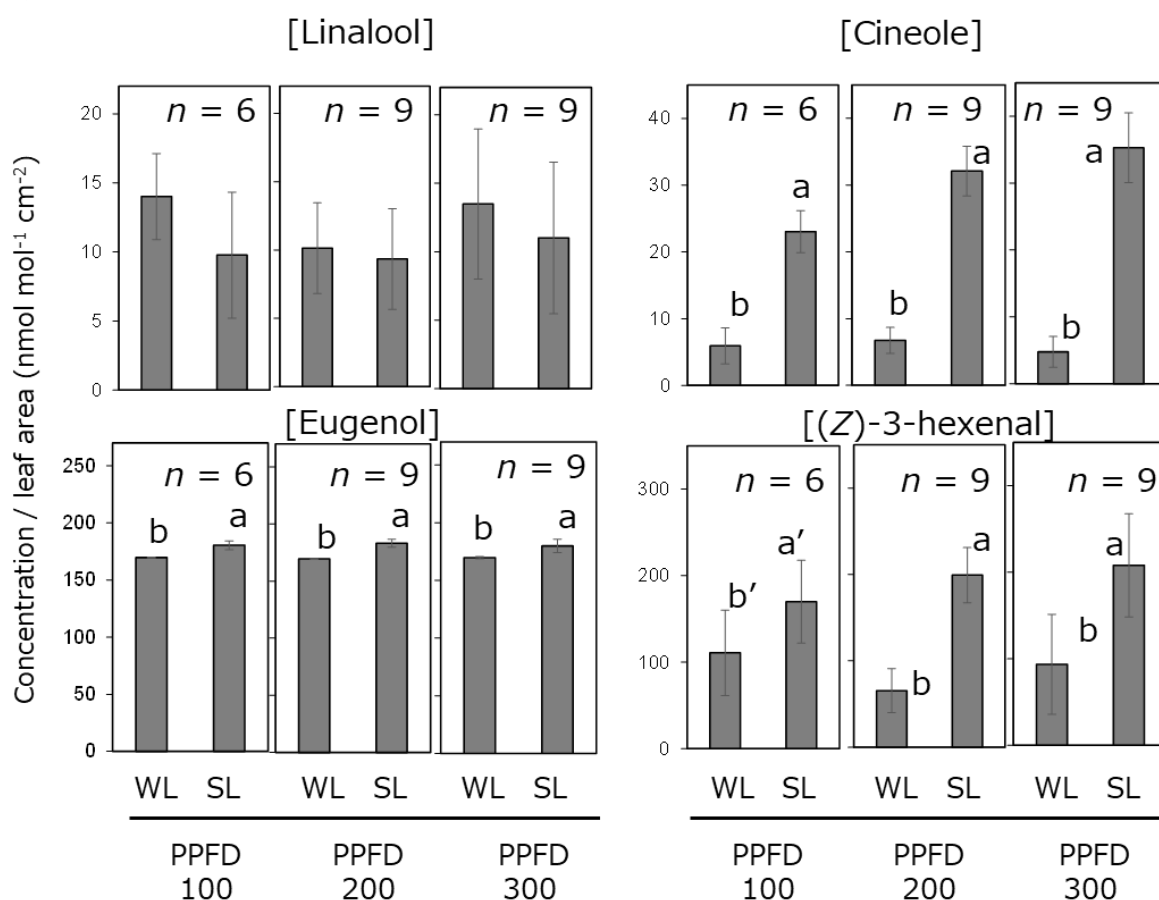 [Linalool]
[Cineole]
Concentration / leaf area (nmol mol⁻¹ cm⁻²)
20
15
10
5
0
n = 6
n = 9
n = 9
40
30
20
10
0
n = 6
b
a
n = 9
b
a
n = 9
b
a
[Eugenol]
[(Z)-3-hexenal]
250
200
150
100
50
0
n = 6
b
a
n = 9
b
a
n = 9
b
a
300
200
100
0
n = 6
b′
a′
n = 9
b
a
n = 9
b
a
WL SL WL SL WL SL
PPFD 100
PPFD 200
PPFD 300
WL SL WL SL WL SL
PPFD 100
PPFD 200
PPFD 300